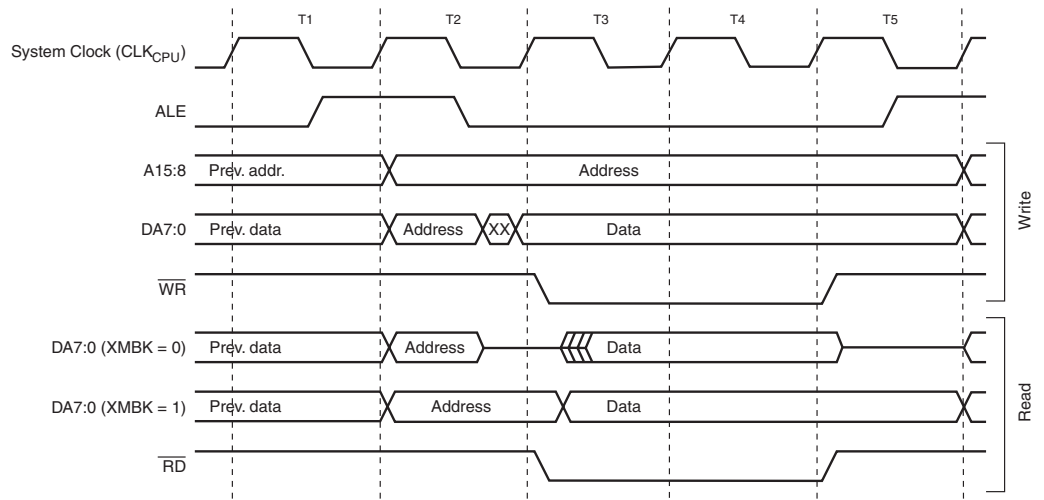 T1 T2 T3 T4 T5
System Clock (CLKCPU)
ALE
A15:8 Prev. addr. Address
DA7:0 Prev. data Address XX Data
WR
Write
DA7:0 (XMBK = 0) Prev. data Address Data
DA7:0 (XMBK = 1) Prev. data Address Data
RD
Read